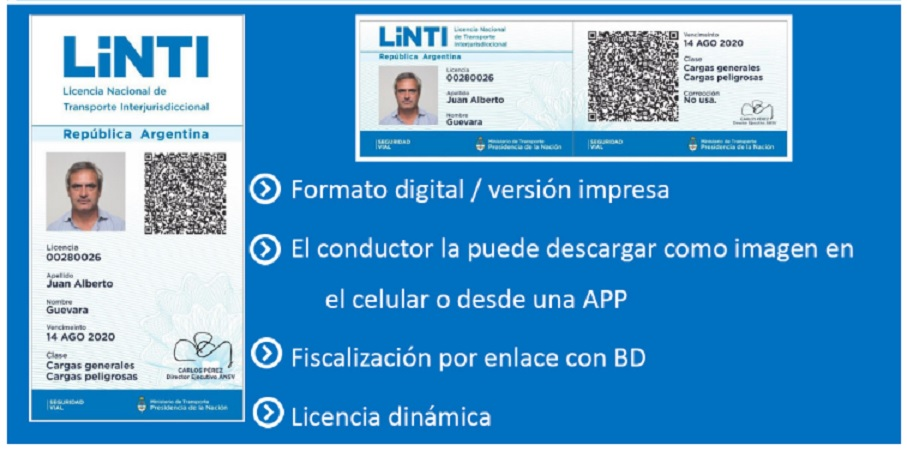 LiNTI
Licencia Nacional de
Transporte Interjurisdiccional
República Argentina
Licencia
00280026
Apellido
Juan Alberto
Nombre
Guevara
Vencimiento
14 AGO 2020
Clase
Cargas generales
Cargas peligrosas
CARLOS PEREZ
Director Ejecutivo ANSV
SEGURIDAD
VIAL
Ministerio de Transporte
Presidencia de la Nación
LiNTI
Licencia Nacional
de Transporte
Interjurisdiccional
República Argentina
Licencia
00280026
Apellido
Juan Alberto
Nombre
Guevara
SEGURIDAD
VIAL
Ministerio de Transporte
Presidencia de la Nación
Vencimiento
14 AGO 2020
Clase
Cargas generales
Cargas peligrosas
Corrección
No usa.
CARLOS PEREZ
Director Ejecutivo ANSV
SEGURIDAD
VIAL
Ministerio de Transporte
Presidencia de la Nación
Formato digital / versión impresa
El conductor la puede descargar como imagen en
el celular o desde una APP
Fiscalización por enlace con BD
Licencia dinámica